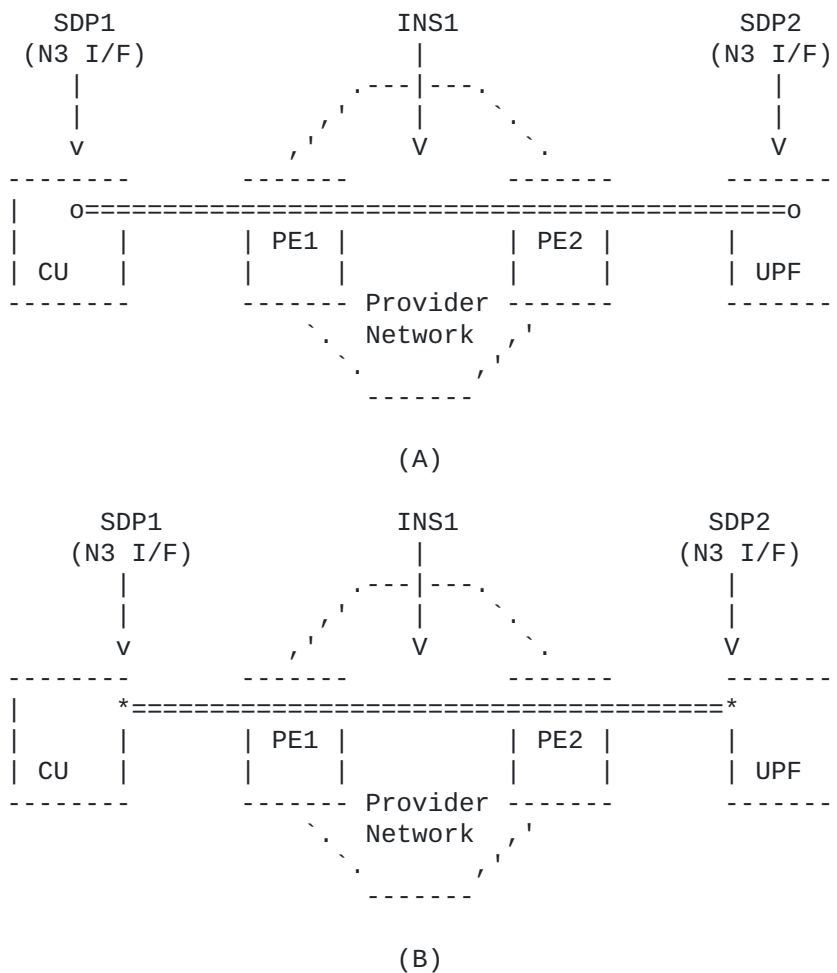 SDP1 INS1 SDP2
(N3 I/F) (N3 I/F)
v V V
o o
PE1 PE2
CU UPF
Provider
Network
(A)
SDP1 INS1 SDP2
(N3 I/F) (N3 I/F)
v V V
* *
PE1 PE2
CU UPF
Provider
Network
(B)